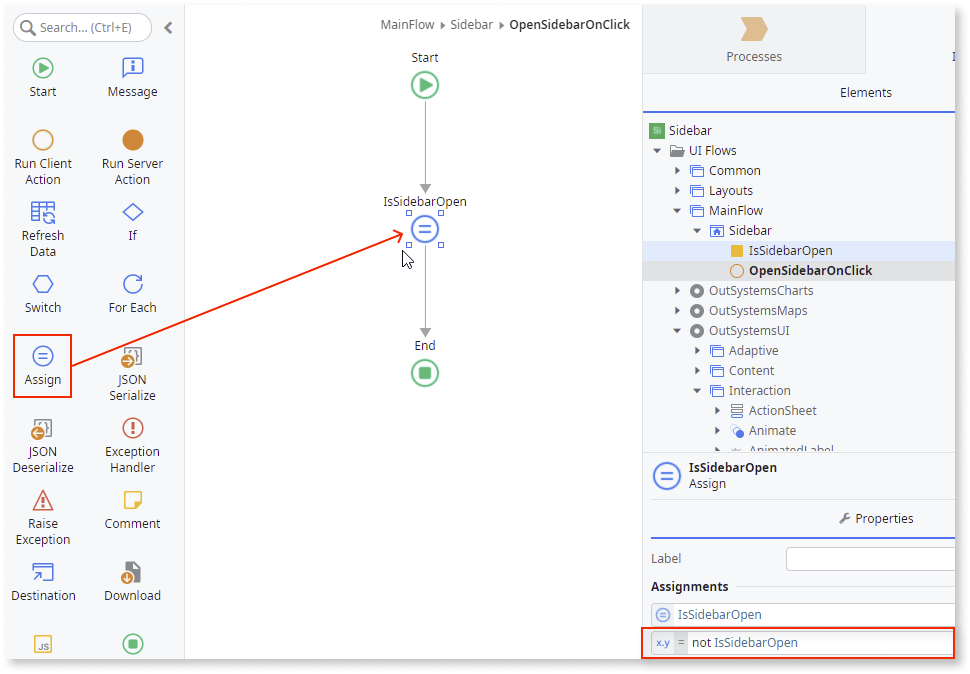 Search... (Ctrl+E)
Start
Message
Run Client
Action
Run Server
Action
Refresh
Data
If
Switch
For Each
Assign
JSON
Serialize
JSON
Deserialize
Exception
Handler
Raise
Exception
Comment
Destination
Download
JS
MainFlow
Sidebar
OpenSidebarOnClick
Start
IsSidebarOpen
End
Processes
Elements
Si
Sidebar
UI Flows
Common
Layouts
MainFlow
Sidebar
IsSidebarOpen
OpenSidebarOnClick
OutSystemsCharts
OutSystemsMaps
OutSystemsUI
Adaptive
Content
Interaction
ActionSheet
Animate
AnimatedLabel
IsSidebarOpen
Assign
Properties
Label
Assignments
IsSidebarOpen
x.y = not IsSidebarOpen